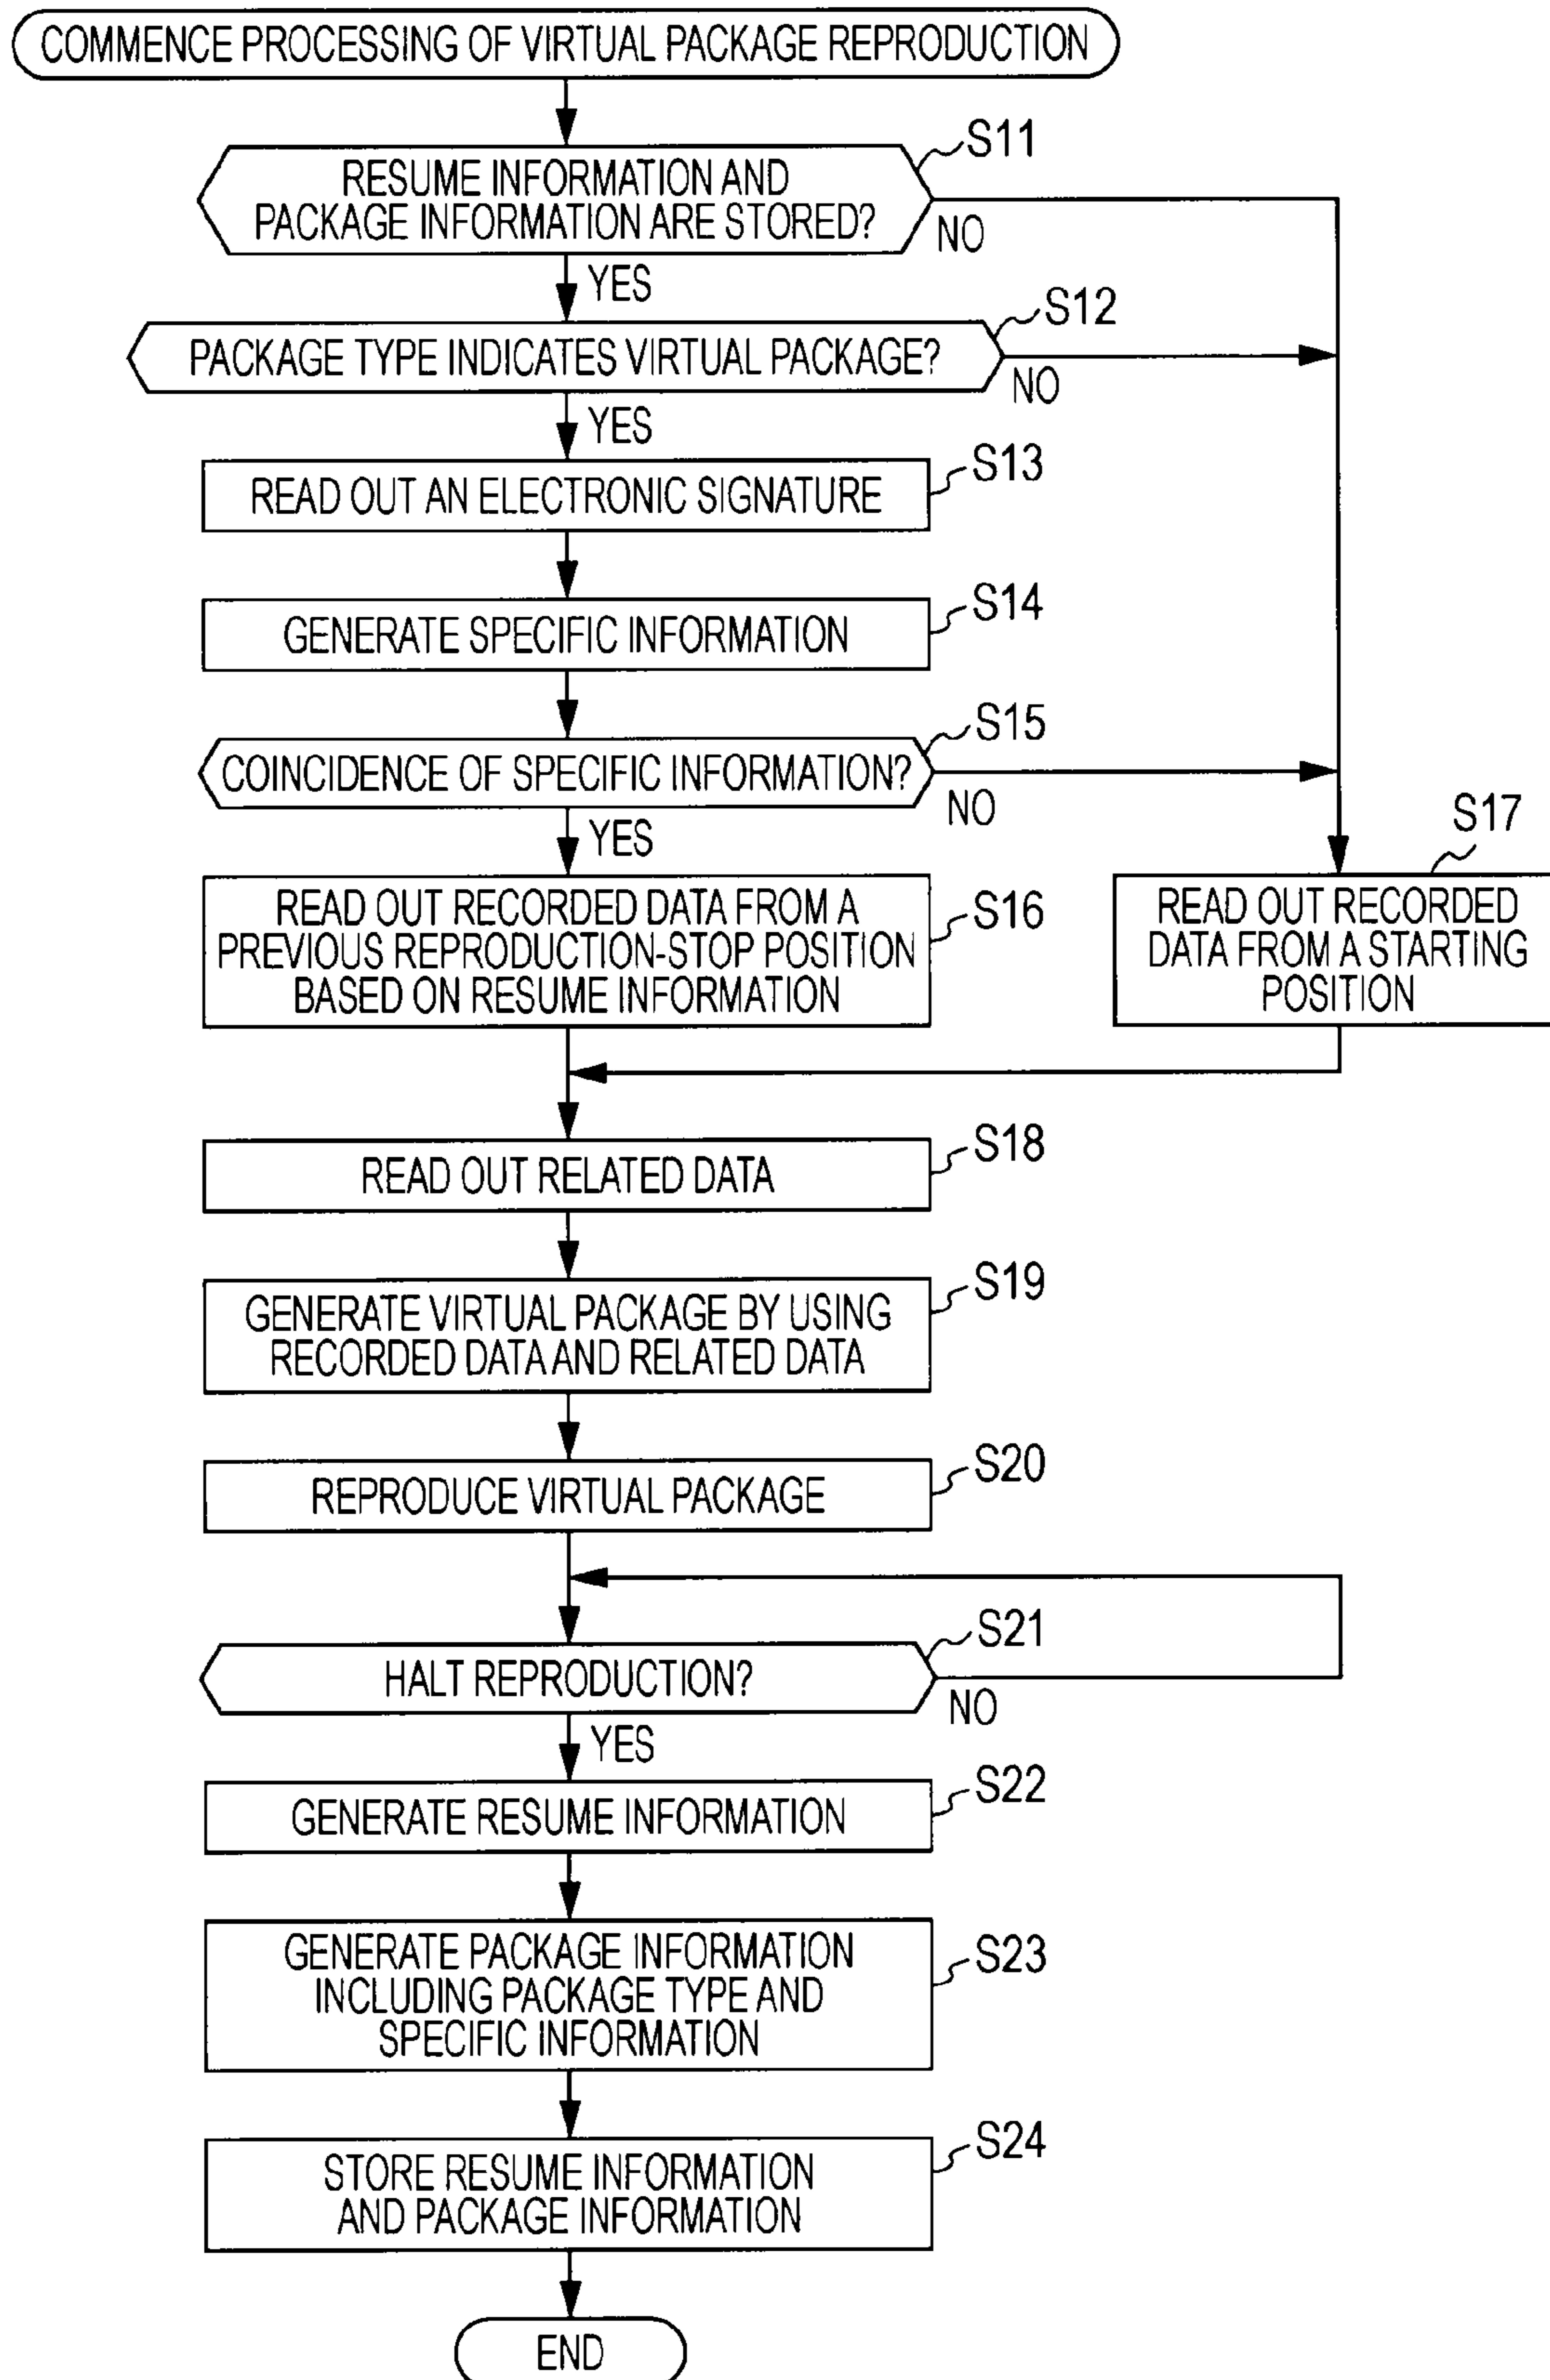 COMMENCE PROCESSING OF VIRTUAL PACKAGE REPRODUCTION
S11
RESUME INFORMATION AND
PACKAGE INFORMATION ARE STORED?
NO
YES
S12
PACKAGE TYPE INDICATES VIRTUAL PACKAGE?
NO
YES
S13
READ OUT AN ELECTRONIC SIGNATURE
S14
GENERATE SPECIFIC INFORMATION
S15
COINCIDENCE OF SPECIFIC INFORMATION?
NO
YES
S16
READ OUT RECORDED DATA FROM A
PREVIOUS REPRODUCTION-STOP POSITION
BASED ON RESUME INFORMATION
S17
READ OUT RECORDED
DATA FROM A STARTING
POSITION
S18
READ OUT RELATED DATA
S19
GENERATE VIRTUAL PACKAGE BY USING
RECORDED DATA AND RELATED DATA
S20
REPRODUCE VIRTUAL PACKAGE
S21
HALT REPRODUCTION?
NO
YES
S22
GENERATE RESUME INFORMATION
S23
GENERATE PACKAGE INFORMATION
INCLUDING PACKAGE TYPE AND
SPECIFIC INFORMATION
S24
STORE RESUME INFORMATION
AND PACKAGE INFORMATION
END